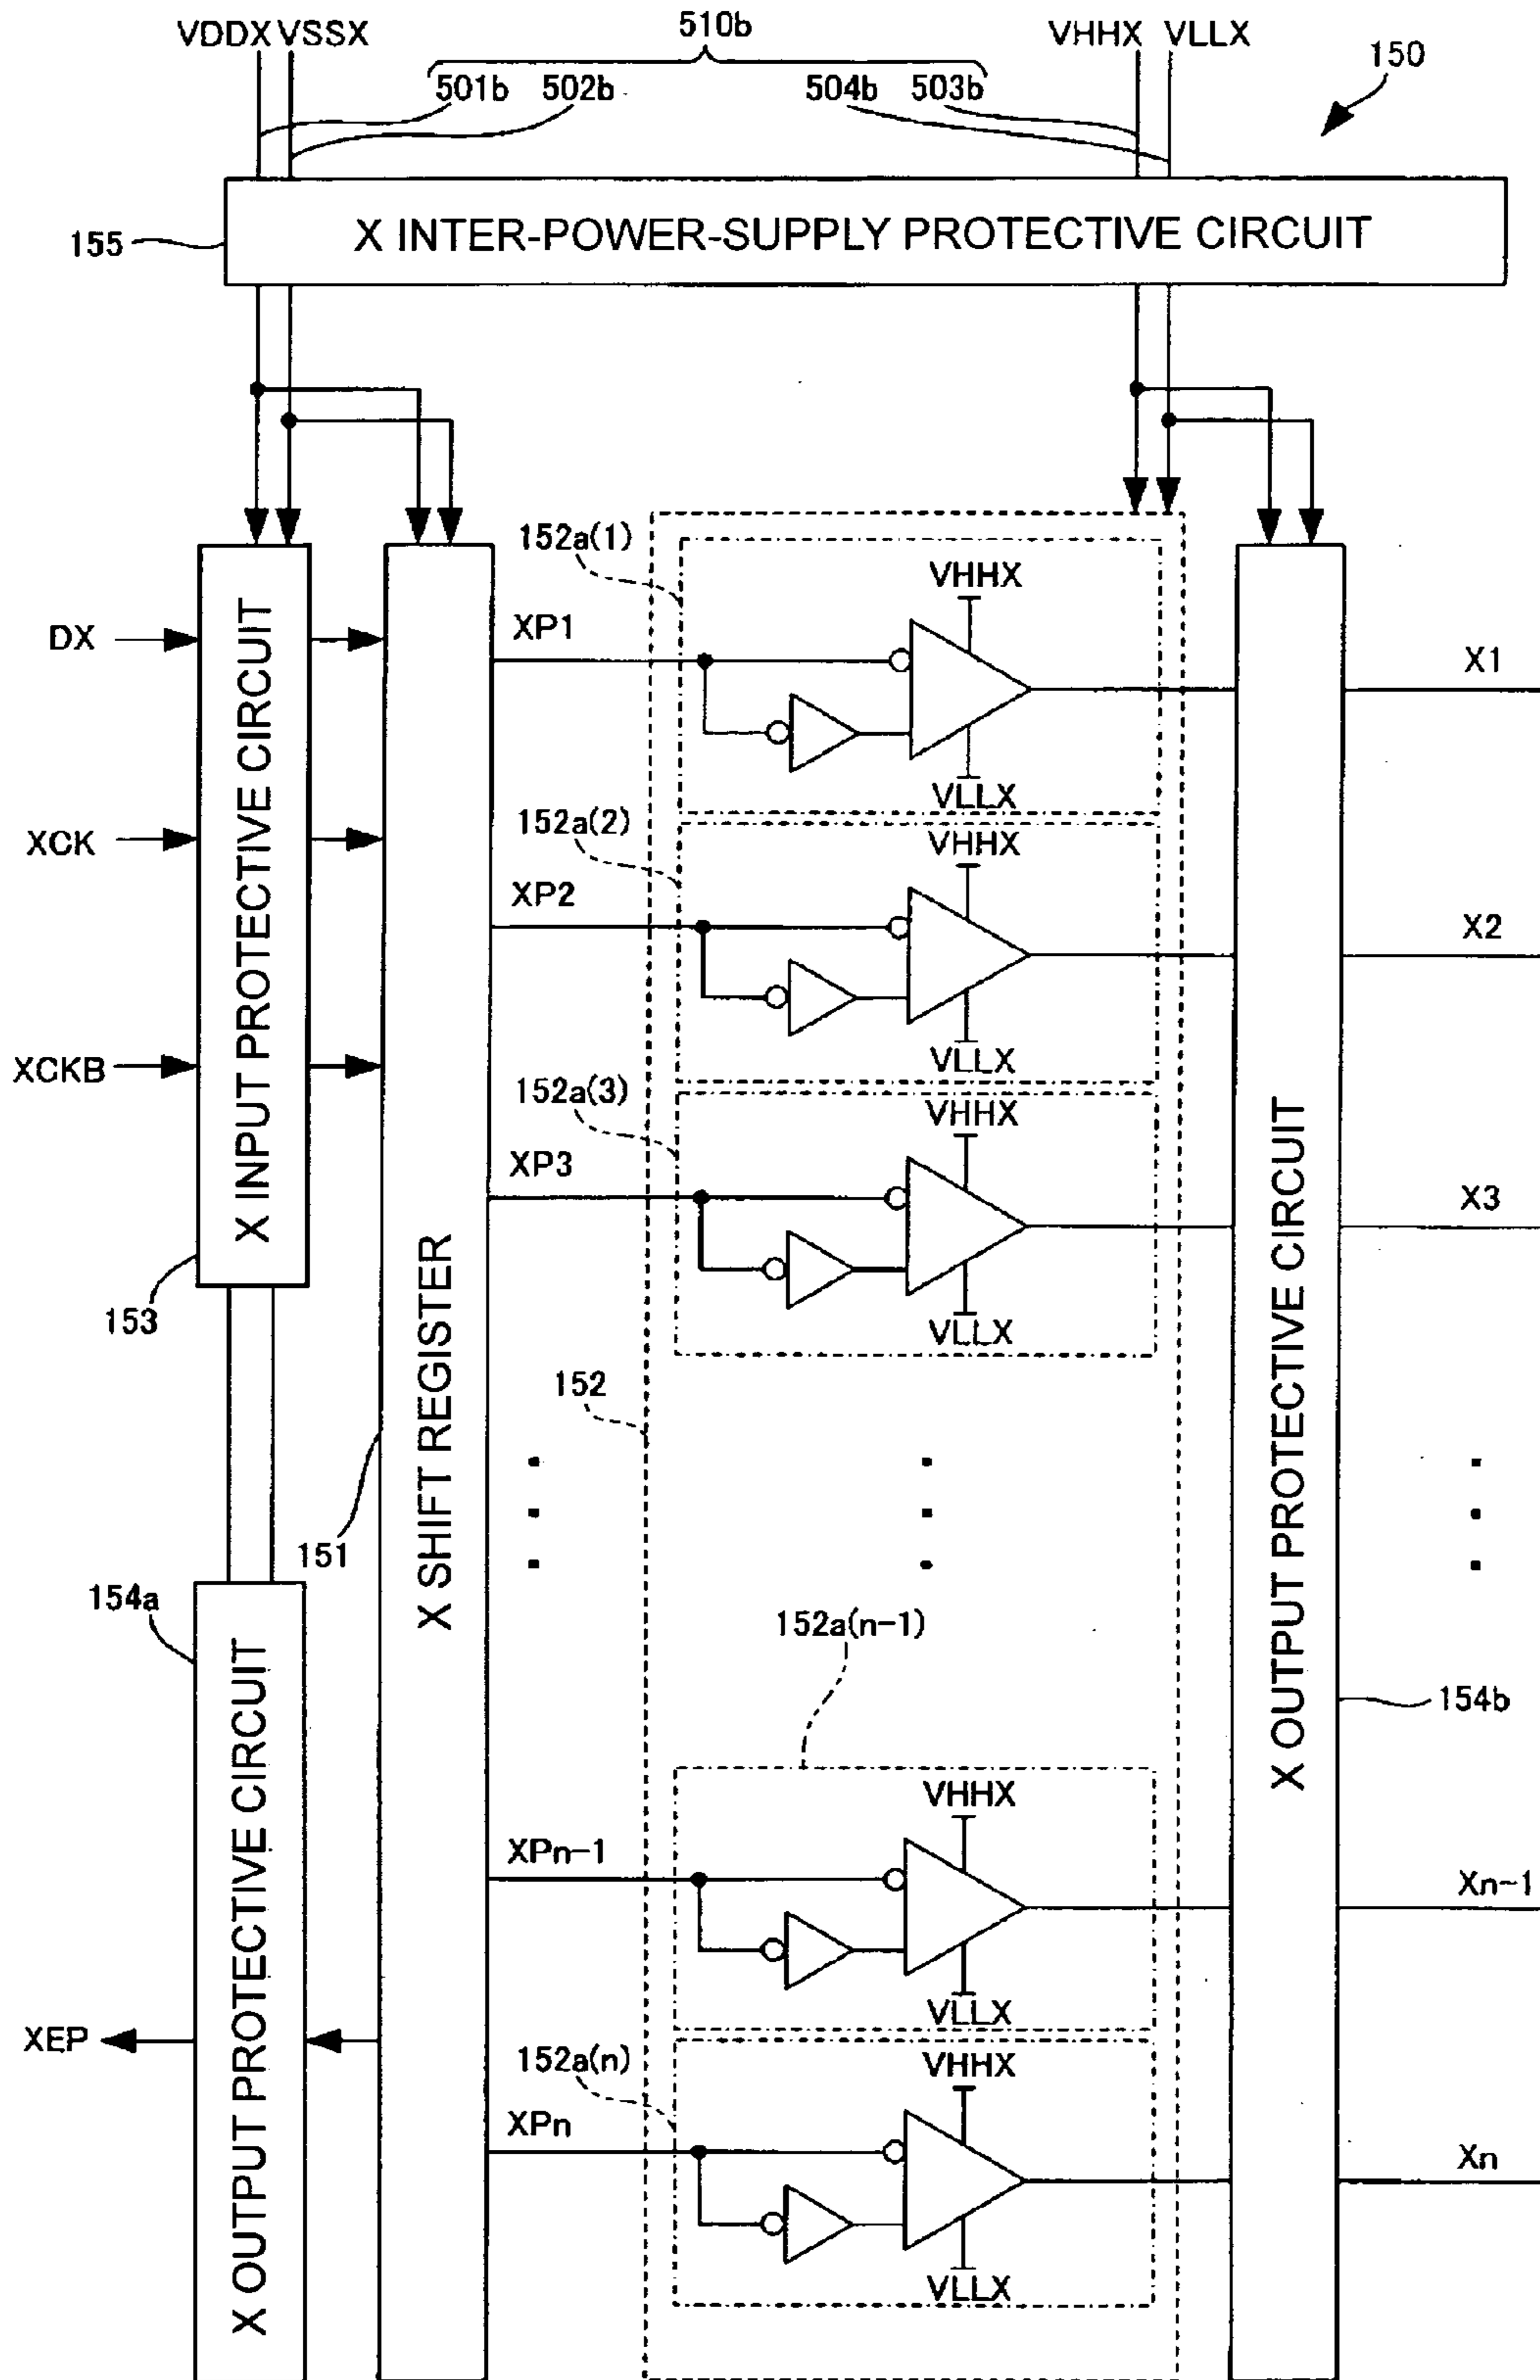 VDDX VSSX
510b
VHHX VLLX
150
501b 502b
504b 503b
155
X INTER-POWER-SUPPLY PROTECTIVE CIRCUIT
152a(1)
VHHX
DX
XP1
X1
VLLX
152a(2)
XCK
VHHX
XP2
X2
XCKB
VLLX
152a(3)
VHHX
XP3
X3
X INPUT PROTECTIVE CIRCUIT
153
VLLX
152
X SHIFT REGISTER
151
X OUTPUT PROTECTIVE CIRCUIT
154a
152a(n-1)
154b
VHHX
XPn-1
Xn-1
X OUTPUT PROTECTIVE CIRCUIT
VLLX
XEP
152a(n)
VHHX
XPn
Xn
VLLX